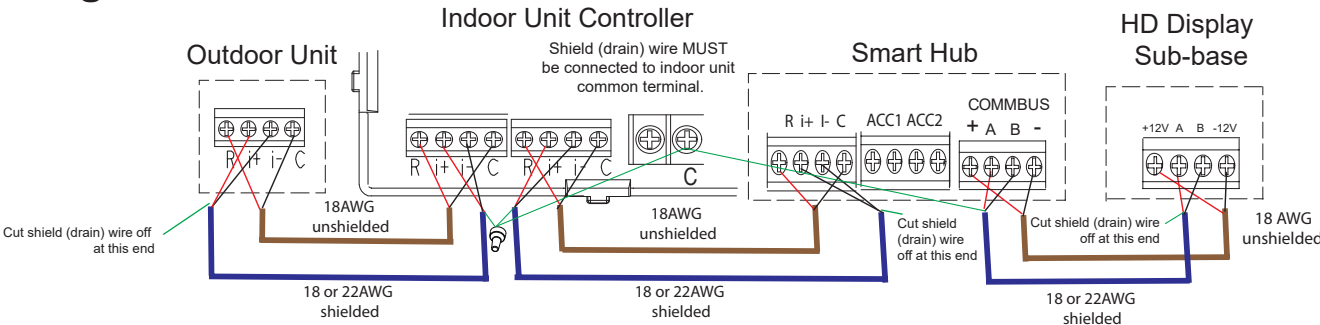 Indoor Unit Controller
HD Display
Sub-base
Outdoor Unit
Shield (drain) wire MUST
be connected to indoor unit
common terminal.
Smart Hub
COMMBUS
R i+ I- C
ACC1 ACC2
+ A B -
+12V A B -12V
R i+ i- C
R i+ i- C
R i+ i- C
C
Cut shield (drain) wire off
at this end
18AWG
unshielded
18AWG
unshielded
Cut shield
(drain) wire
off at this end
Cut shield (drain) wire
off at this end
18 AWG
unshielded
18 or 22AWG
shielded
18 or 22AWG
shielded
18 or 22AWG
shielded